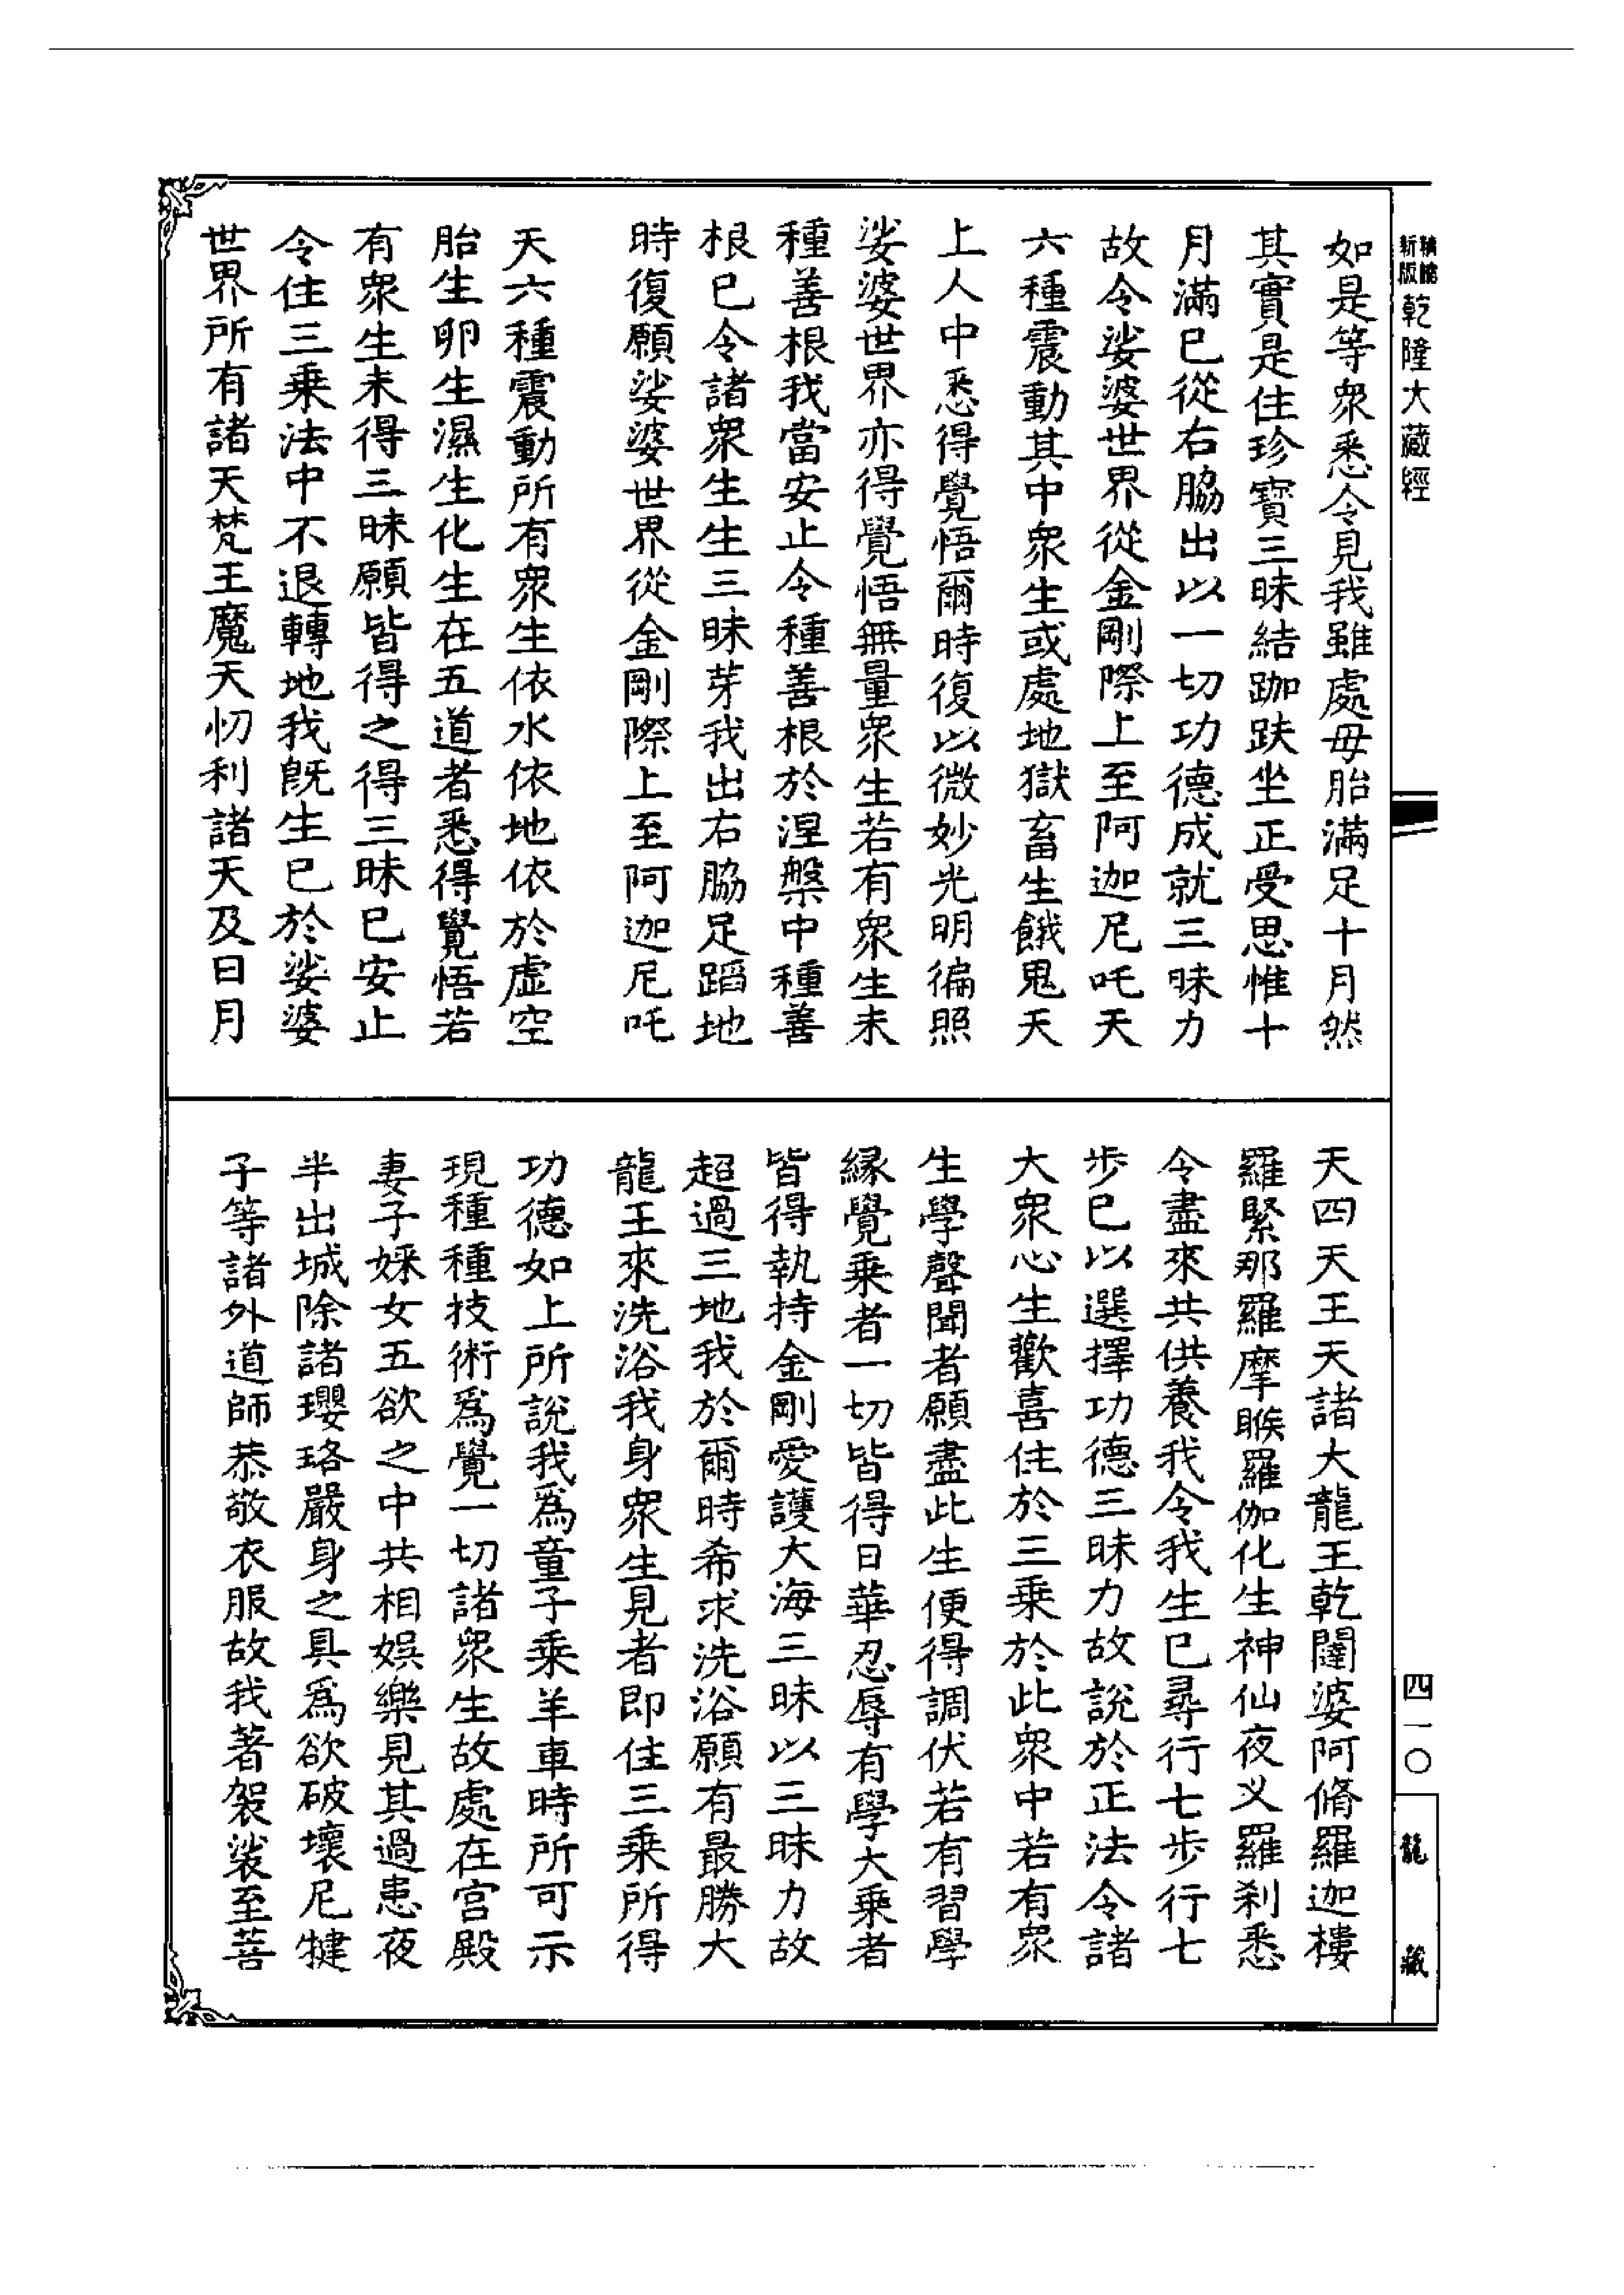 新版
精縮
乾隆大藏經
四一〇
龍藏
如是等衆悉令見我雖處毋胎滿足十月然
其實是住珍寶三昧結跏趺坐正受思惟十
月滿已從右脇出以一切功德成就三昧力
故令娑婆世界從金剛際上至阿迦尼吒天
六種震動其中衆生或處地獄畜生餓鬼天
上人中悉得覺悟爾時復以微妙光明徧照
娑婆世界亦得覺悟無量衆生若有衆生未
種善根我當安止令種善根於涅槃中種善
根已令諸衆生生三昧芽我出右脇足蹈地
時復願娑婆世界從金剛際上至阿迦尼吒
天六種震動所有衆生依水依地依於虛空
胎生卵生濕生化生在五道者悉得覺悟若
有衆生未得三昧願皆得之得三昧已安止
令住三乘法中不退轉地我旣生已於娑婆
世界所有諸天梵王魔天忉利諸天及日月
天四天王天諸大龍王乾闥婆阿脩羅迦樓
羅緊那羅摩睺羅伽化生神仙夜叉羅刹悉
令盡來共供養我令我生已尋行七步行七
步已以選擇功德三昧力故說於正法令諸
大衆心生歡喜住於三乘於此衆中若有衆
生學聲聞者願盡此生便得調伏若有習學
緣覺乘者一切皆得日華忍辱有學大乘者
皆得執持金剛愛護大海三昧以三昧力故
超過三地我於爾時希求洗浴願有最勝大
龍王來洗浴我身衆生見者即住三乘所得
功德如上所說我爲童子乘羊車時所可示
現種種技術爲覺一切諸衆生故處在宮殿
妻子婇女五欲之中共相娛樂見其過患夜
半出城除諸瓔珞嚴身之具爲欲破壞尼犍
子等諸外道師恭敬衣服故我著袈裟至菩